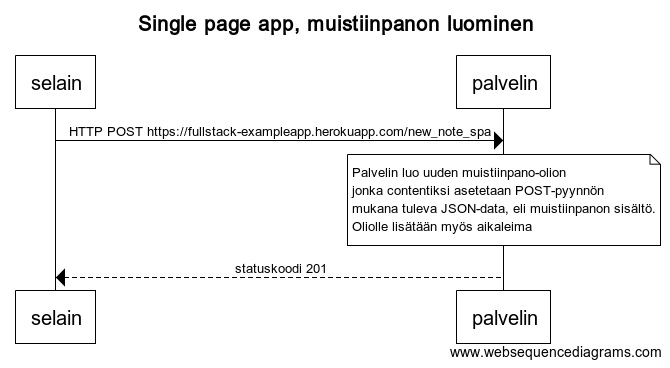 Single page app, muistiinpanon luominen
selain
palvelin
HTTP POST https://fullstack-exampleapp.herokuapp.com/new_note_spa
Palvelin luo uuden muistiinpano-olion
jonka contentiksi asetetaan POST-pyynnön
mukana tuleva JSON-data, eli muistiinpanon sisältö.
Oliolle lisätään myös aikaleima
statuskoodi 201
selain
palvelin
www.websequencediagrams.com